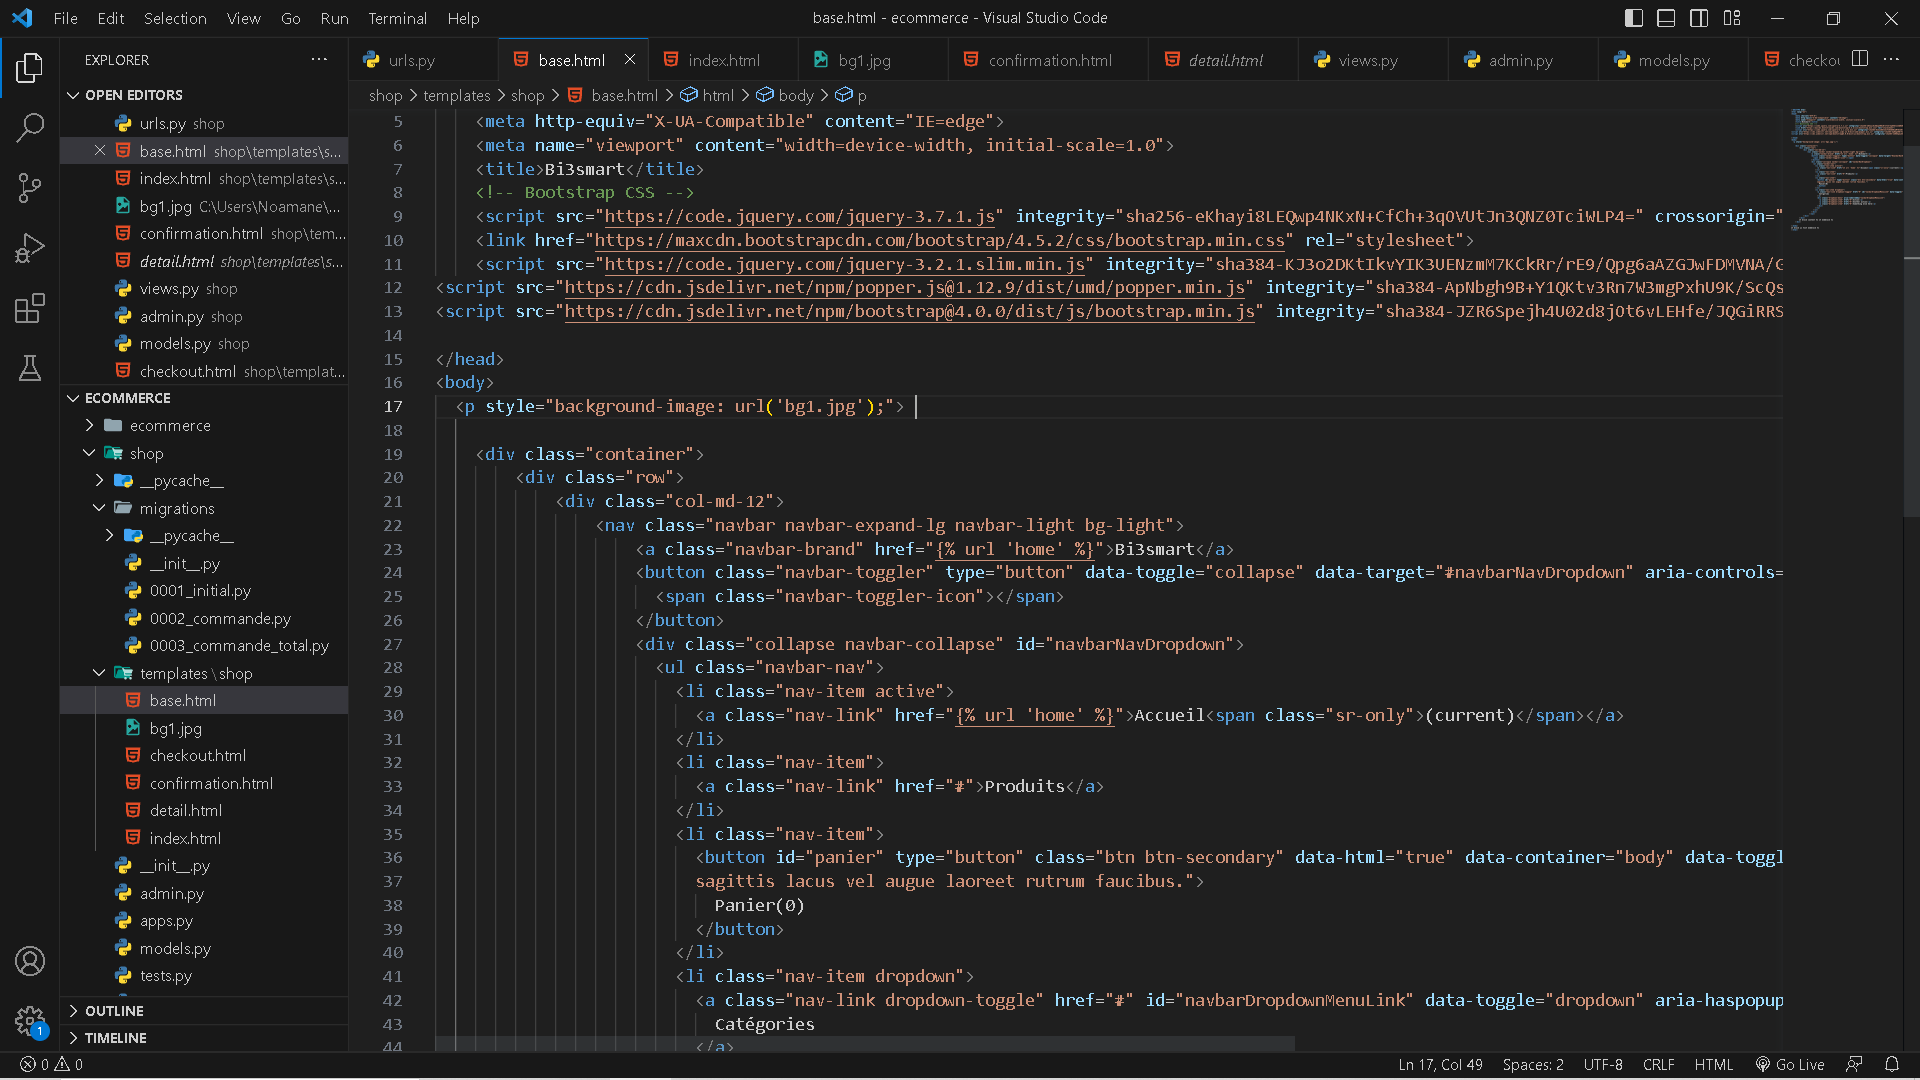 File Edit Selection View Go Run Terminal Help
base.html - ecommerce - Visual Studio Code
EXPLORER
OPEN EDITORS
urls.py shop
base.html shop\templates\s...
index.html shop\templates\s...
bg1.jpg C:\Users\Noamane\...
confirmation.html shop\tem...
detail.html shop\templates\s...
views.py shop
admin.py shop
models.py shop
checkout.html shop\templat...
ECOMMERCE
ecommerce
shop
__pycache__
migrations
__pycache__
__init__.py
0001_initial.py
0002_commande.py
0003_commande_total.py
templates\shop
base.html
bg1.jpg
checkout.html
confirmation.html
detail.html
index.html
__init__.py
admin.py
apps.py
models.py
tests.py
OUTLINE
TIMELINE
urls.py base.html index.html bg1.jpg confirmation.html detail.html views.py admin.py models.py checkou
shop > templates > shop > base.html > html > body > p
5 <meta http-equiv="X-UA-Compatible" content="IE=edge">
6 <meta name="viewport" content="width=device-width, initial-scale=1.0">
7 <title>Bi3smart</title>
8 <!-- Bootstrap CSS -->
9 <script src="https://code.jquery.com/jquery-3.7.1.js" integrity="sha256-eKhayi8LEQwp4NKxN+CfCh+3qOVUtJn3QNZ0TciWLP4=" crossorigin="
10 <link href="https://maxcdn.bootstrapcdn.com/bootstrap/4.5.2/css/bootstrap.min.css" rel="stylesheet">
11 <script src="https://code.jquery.com/jquery-3.2.1.slim.min.js" integrity="sha384-KJ3o2DKtIkvYIK3UENzmM7KCkRr/rE9/Qpg6aAZGJwFDMVNA/G
12 <script src="https://cdn.jsdelivr.net/npm/popper.js@1.12.9/dist/umd/popper.min.js" integrity="sha384-ApNbgh9B+Y1QKtv3Rn7W3mgPxhU9K/ScQs
13 <script src="https://cdn.jsdelivr.net/npm/bootstrap@4.0.0/dist/js/bootstrap.min.js" integrity="sha384-JZR6Spejh4U02d8jOt6vLEHfe/JQGiRRS
14
15 </head>
16 <body>
17 <p style="background-image: url('bg1.jpg');">
18
19 <div class="container">
20 <div class="row">
21 <div class="col-md-12">
22 <nav class="navbar navbar-expand-lg navbar-light bg-light">
23 <a class="navbar-brand" href="{% url 'home' %}">Bi3smart</a>
24 <button class="navbar-toggler" type="button" data-toggle="collapse" data-target="#navbarNavDropdown" aria-controls=
25 <span class="navbar-toggler-icon"></span>
26 </button>
27 <div class="collapse navbar-collapse" id="navbarNavDropdown">
28 <ul class="navbar-nav">
29 <li class="nav-item active">
30 <a class="nav-link" href="{% url 'home' %}">Accueil<span class="sr-only">(current)</span></a>
31 </li>
32 <li class="nav-item">
33 <a class="nav-link" href="#">Produits</a>
34 </li>
35 <li class="nav-item">
36 <button id="panier" type="button" class="btn btn-secondary" data-html="true" data-container="body" data-toggl
37 sagittis lacus vel augue laoreet rutrum faucibus.">
38 Panier(0)
39 </button>
40 </li>
41 <li class="nav-item dropdown">
42 <a class="nav-link dropdown-toggle" href="#" id="navbarDropdownMenuLink" data-toggle="dropdown" aria-haspopup
43 Catégories
44 </a>
1
0 0
Ln 17, Col 49 Spaces: 2 UTF-8 CRLF HTML Go Live